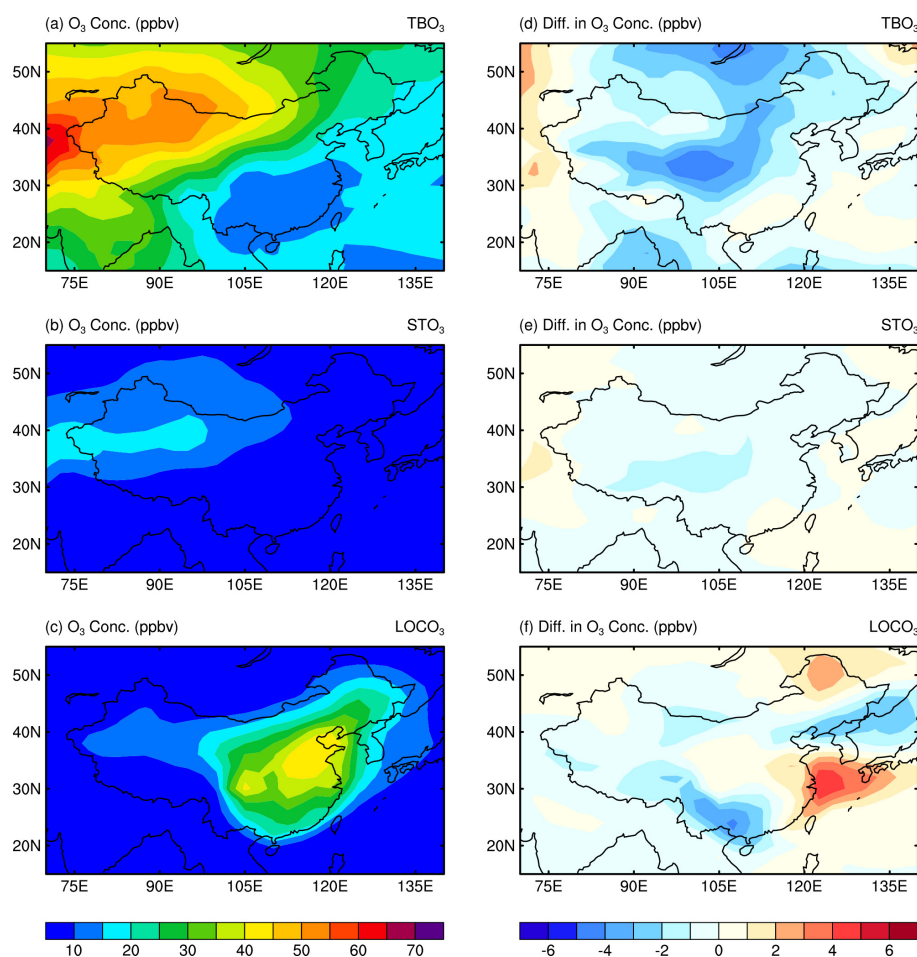 (a) O₃ Conc. (ppbv) TBO₃
50N
40N
30N
20N
75E 90E 105E 120E 135E
(d) Diff. in O₃ Conc. (ppbv) TBO₃
50N
40N
30N
20N
75E 90E 105E 120E 135E
(b) O₃ Conc. (ppbv) STO₃
50N
40N
30N
20N
75E 90E 105E 120E 135E
(e) Diff. in O₃ Conc. (ppbv) STO₃
50N
40N
30N
20N
75E 90E 105E 120E 135E
(c) O₃ Conc. (ppbv) LOCO₃
50N
40N
30N
20N
75E 90E 105E 120E 135E
(f) Diff. in O₃ Conc. (ppbv) LOCO₃
50N
40N
30N
20N
75E 90E 105E 120E 135E
10 20 30 40 50 60 70
-6 -4 -2 0 2 4 6